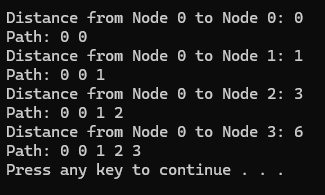 Distance from Node 0 to Node 0: 0
Path: 0 0
Distance from Node 0 to Node 1: 1
Path: 0 0 1
Distance from Node 0 to Node 2: 3
Path: 0 0 1 2
Distance from Node 0 to Node 3: 6
Path: 0 0 1 2 3
Press any key to continue . . .